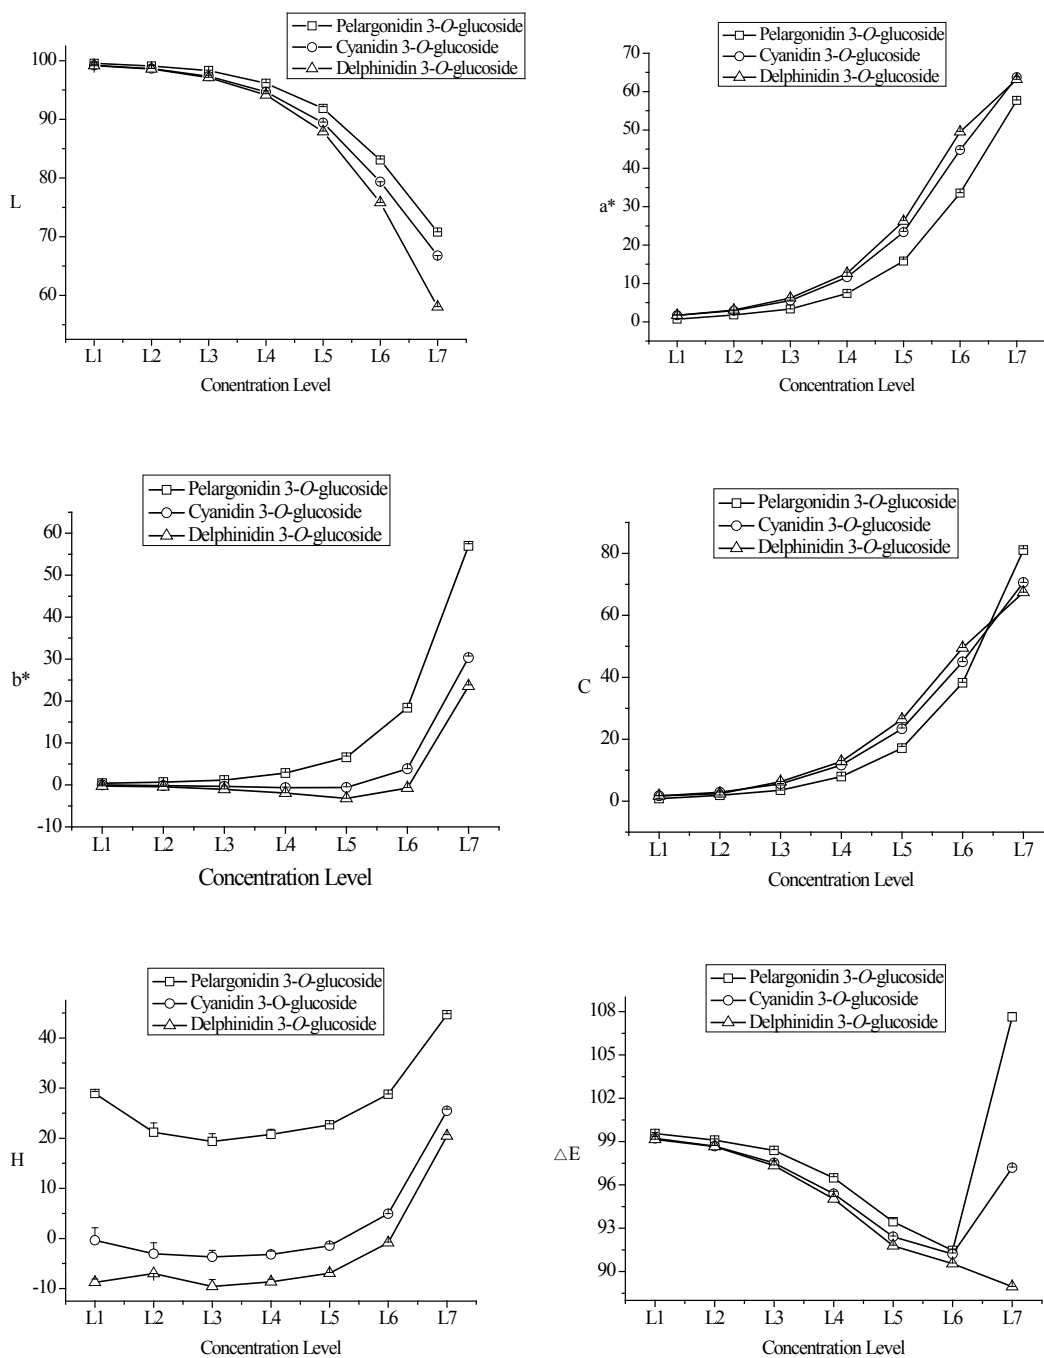 Pelargonidin 3-O-glucoside
Cyanidin 3-O-glucoside
Delphinidin 3-O-glucoside
100
90
80
70
60
L
L1 L2 L3 L4 L5 L6 L7
Conentration Level
Pelargonidin 3-O-glucoside
Cyanidin 3-O-glucoside
Delphinidin 3-O-glucoside
70
60
50
40
30
20
10
0
a*
L1 L2 L3 L4 L5 L6 L7
Concentration Level
Pelargonidin 3-O-glucoside
Cyanidin 3-O-glucoside
Delphinidin 3-O-glucoside
60
50
40
30
20
10
0
-10
b*
L1 L2 L3 L4 L5 L6 L7
Concentration Level
Pelargonidin 3-O-glucoside
Cyanidin 3-O-glucoside
Delphinidin 3-O-glucoside
80
60
40
20
0
C
L1 L2 L3 L4 L5 L6 L7
Concentration Level
Pelargonidin 3-O-glucoside
Cyanidin 3-O-glucoside
Delphinidin 3-O-glucoside
40
30
20
10
0
-10
H
L1 L2 L3 L4 L5 L6 L7
Concentration Level
Pelargonidin 3-O-glucoside
Cyanidin 3-O-glucoside
Delphinidin 3-O-glucoside
108
105
102
99
96
93
90
△E
L1 L2 L3 L4 L5 L6 L7
Concentration Level